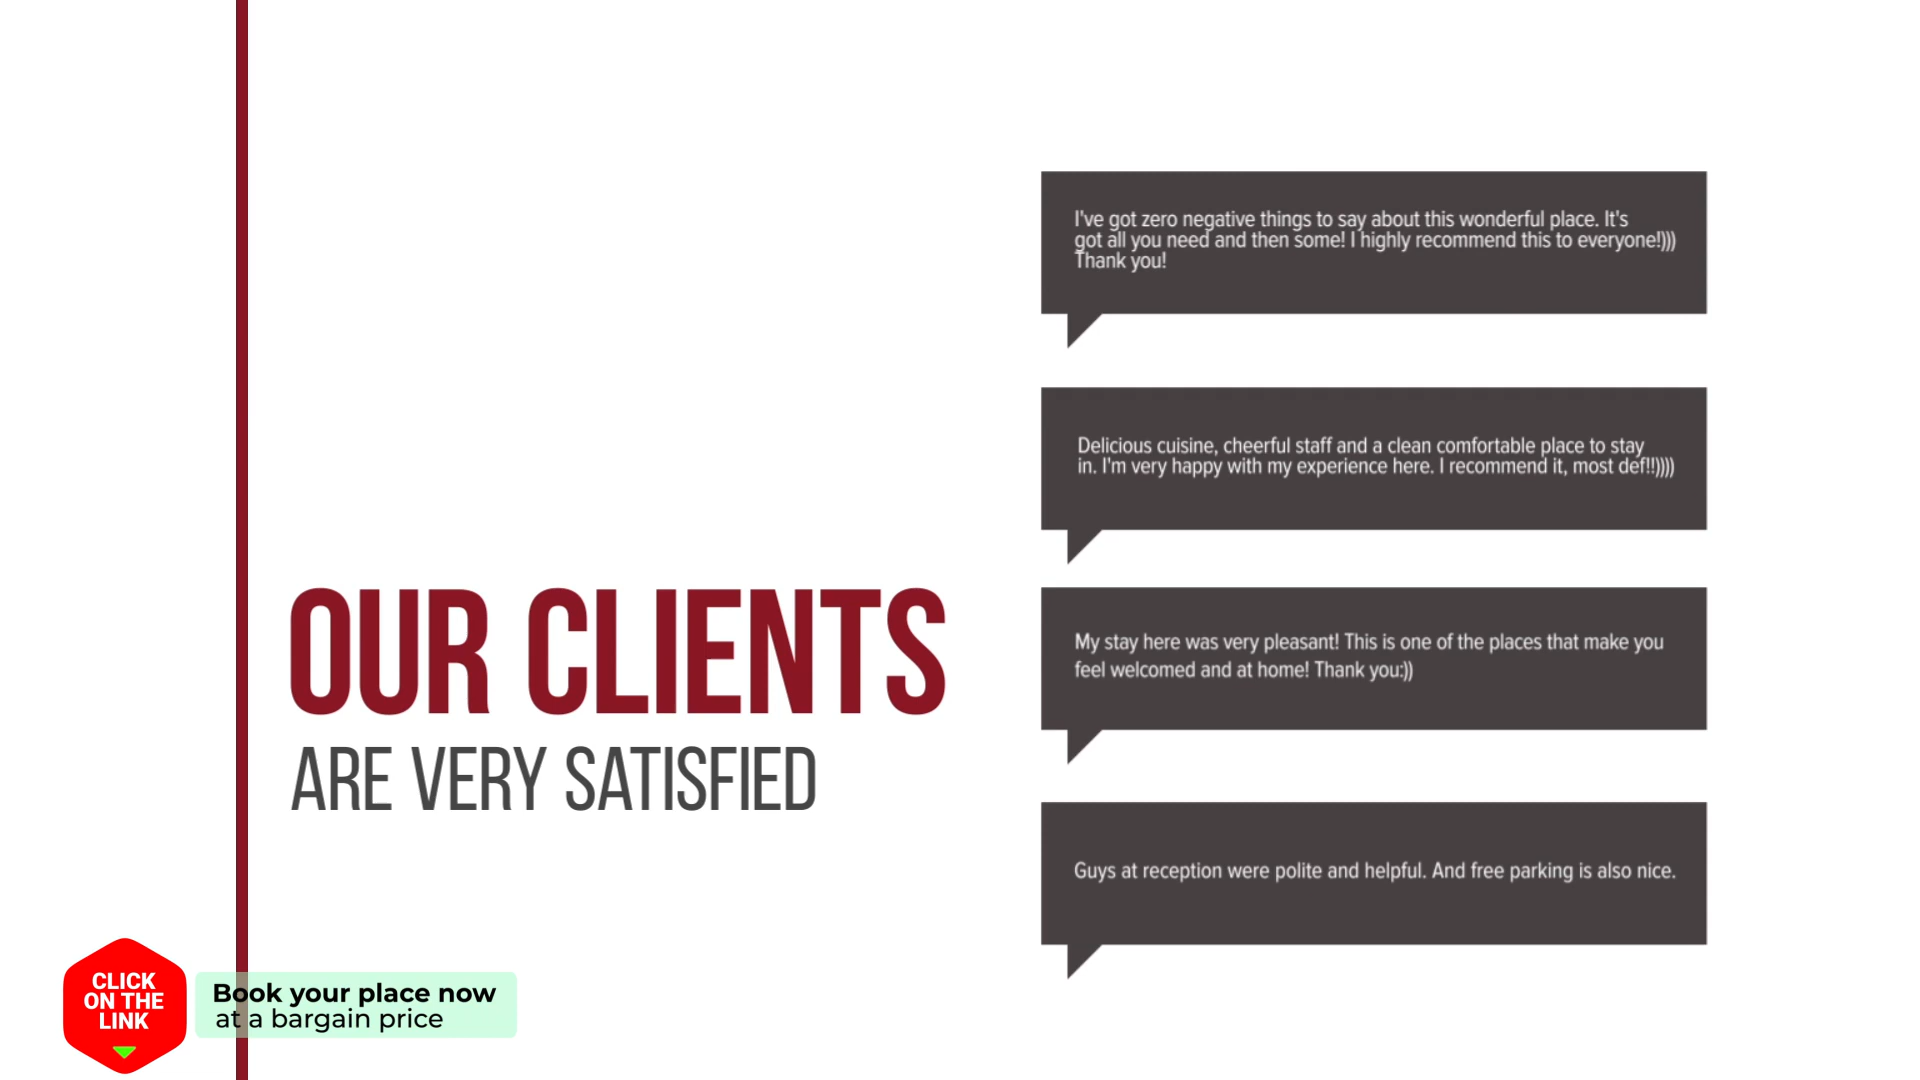 I've got zero negative things to say about this wonderful place. It's
got all you need and then some! I highly recommend this to everyone!)))
Thank you!
Delicious cuisine, cheerful staff and a clean comfortable place to stay
in. I'm very happy with my experience here. I recommend it, most def!!))))
OUR CLIENTS
ARE VERY SATISFIED
My stay here was very pleasant! This is one of the places that make you
feel welcomed and at home! Thank you:))
Guys at reception were polite and helpful. And free parking is also nice.
CLICK
ON THE
LINK
Book your place now
at a bargain price